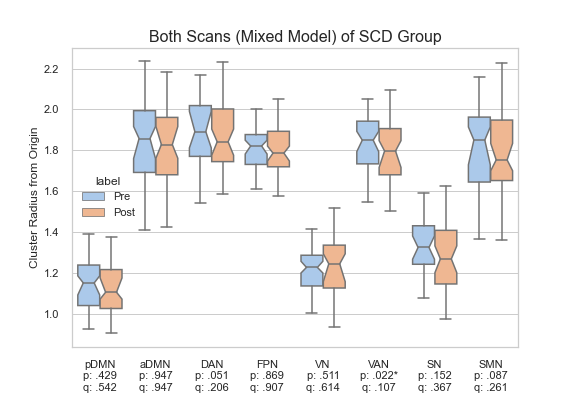 Both Scans (Mixed Model) of SCD Group
Cluster Radius from Origin
2.2
2.0
1.8
1.6
1.4
1.2
1.0
label
Pre
Post
pDMN aDMN DAN FPN VN VAN SN SMN
p: .429 p: .947 p: .051 p: .869 p: .511 p: .022* p: .152 p: .087
q: .542 q: .947 q: .206 q: .907 q: .614 q: .107 q: .367 q: .261